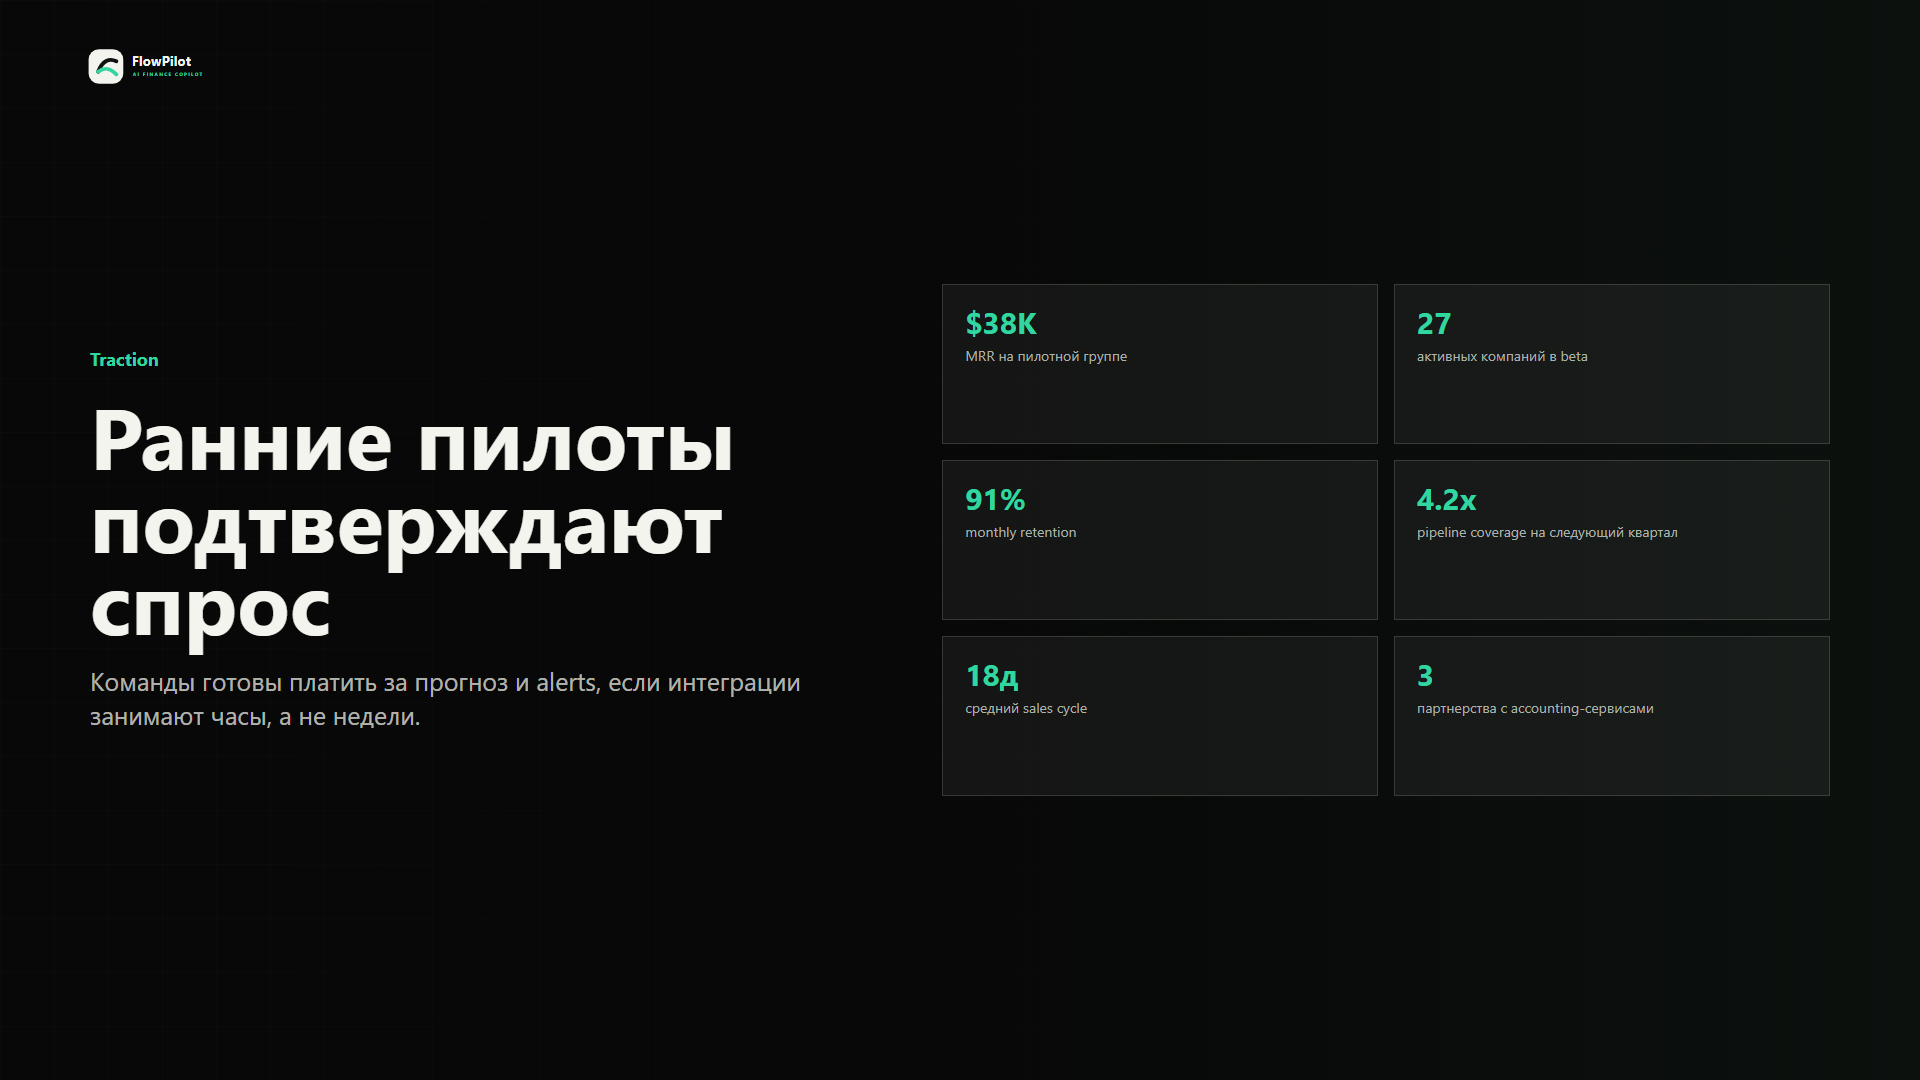 FlowPilot
AI FINANCE COPILOT
Traction
Ранние пилоты
подтверждают
спрос
Команды готовы платить за прогноз и alerts, если интеграции
занимают часы, а не недели.
$38K
MRR на пилотной группе
27
активных компаний в beta
91%
monthly retention
4.2x
pipeline coverage на следующий квартал
18д
средний sales cycle
3
партнерства с accounting-сервисами